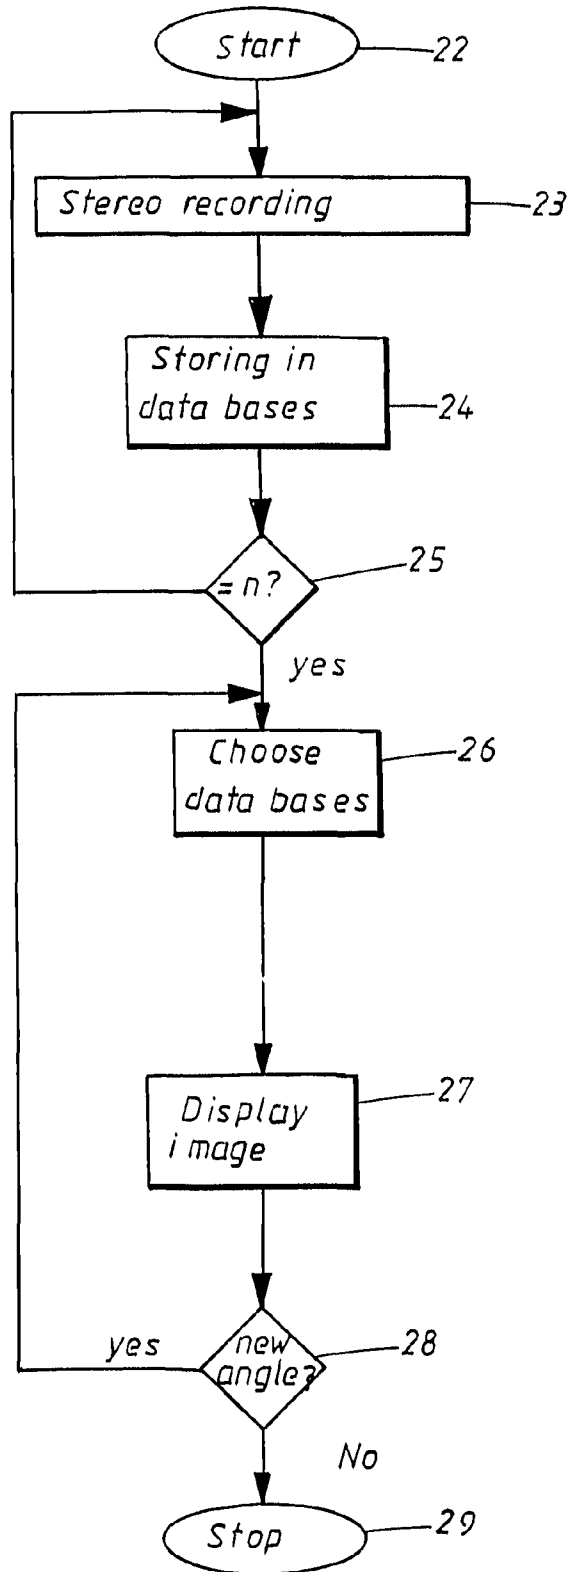 Start
22
Stereo recording
23
Storing in
data bases
24
= n?
25
yes
Choose
data bases
26
Display
image
27
new
angle?
28
yes
No
Stop
29